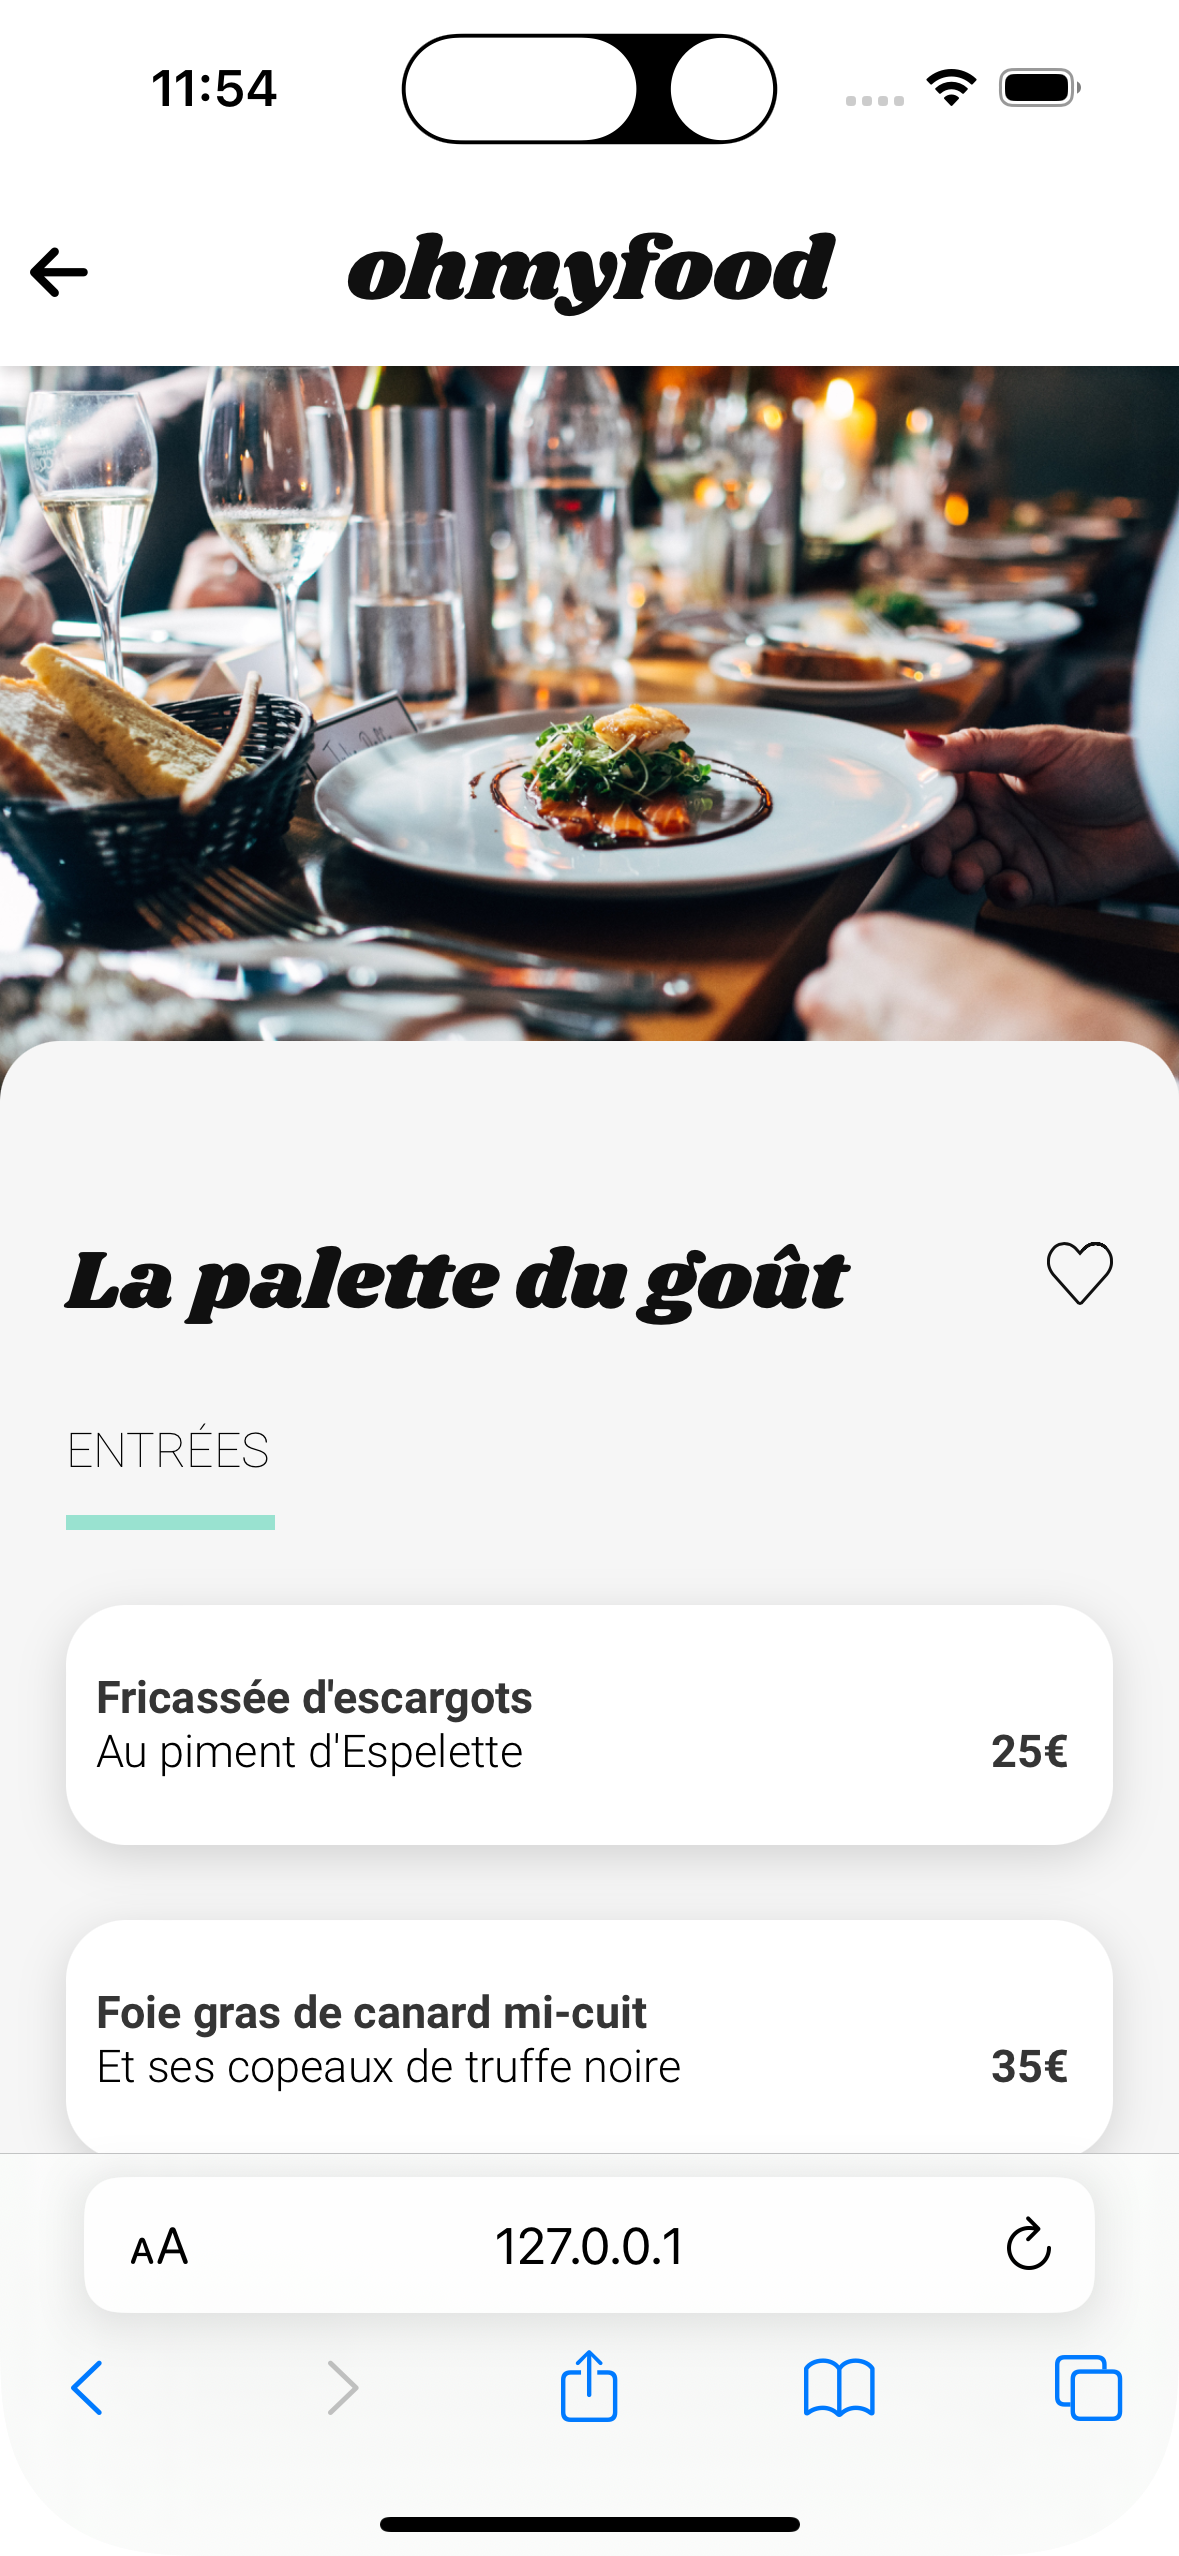 11:54
ohmyfood
La palette du goût
ENTRÉES
Fricassée d'escargots
Au piment d'Espelette 25€
Foie gras de canard mi-cuit
Et ses copeaux de truffe noire 35€
AA 127.0.0.1